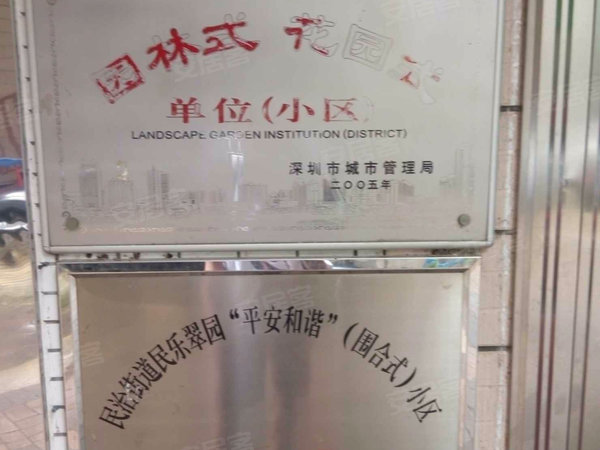 园林式 花园式
单位(小区)
LANDSCAPE GARDEN INSTITUTION (DISTRICT)
深圳市城市管理局
二〇〇五年
民治街道民乐翠园“平安和谐”(围合式)小区